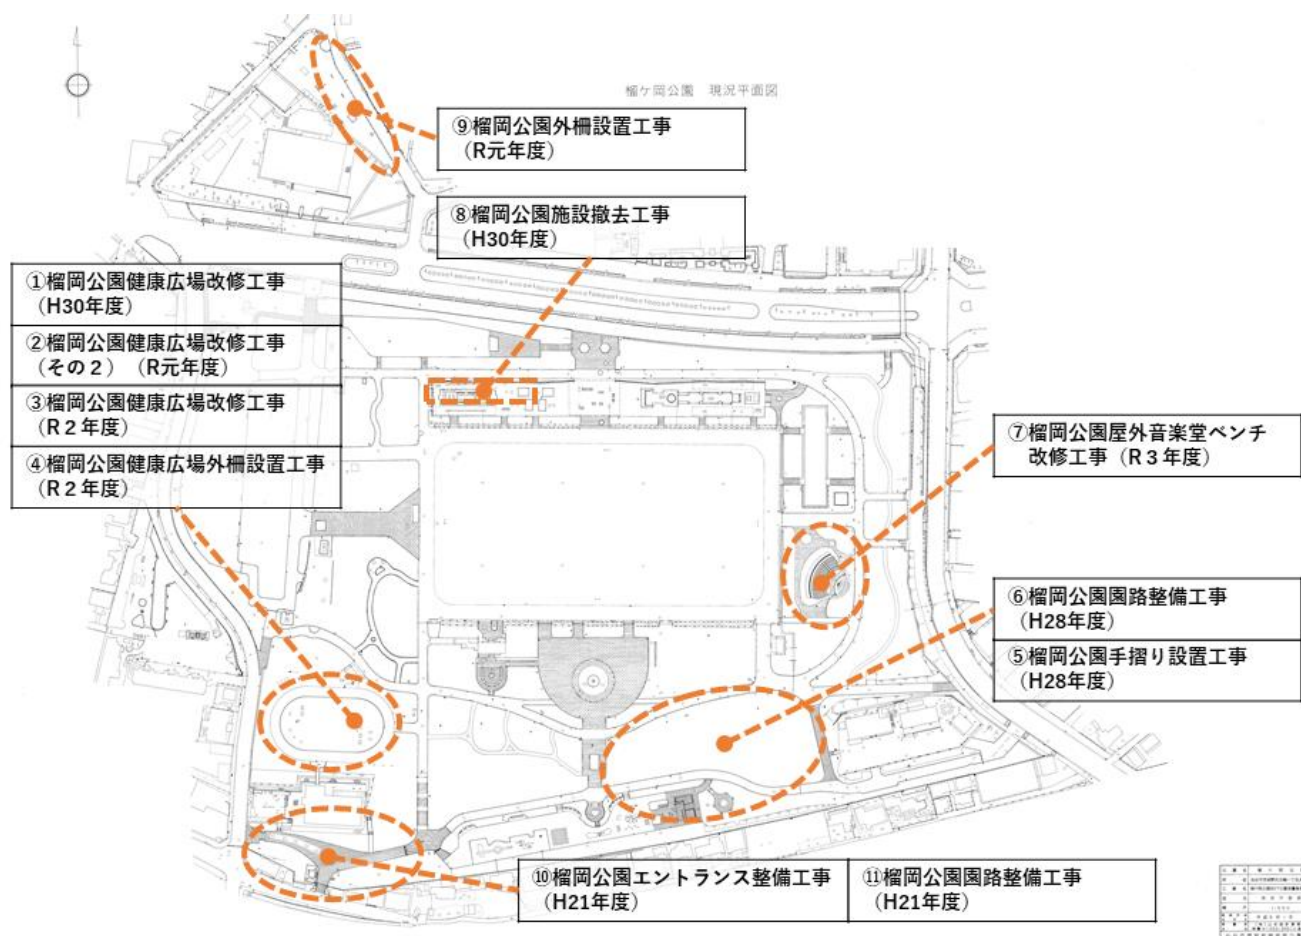 榴ケ岡公園 現況平面図
⑨榴岡公園外柵設置工事
(R元年度)
⑧榴岡公園施設撤去工事
(H30年度)
①榴岡公園健康広場改修工事
(H30年度)
②榴岡公園健康広場改修工事
(その2) (R元年度)
③榴岡公園健康広場改修工事
(R2年度)
④榴岡公園健康広場外柵設置工事
(R2年度)
⑦榴岡公園屋外音楽堂ベンチ
改修工事(R3年度)
⑥榴岡公園園路整備工事
(H28年度)
⑤榴岡公園手摺り設置工事
(H28年度)
⑩榴岡公園エントランス整備工事
(H21年度)
⑪榴岡公園園路整備工事
(H21年度)